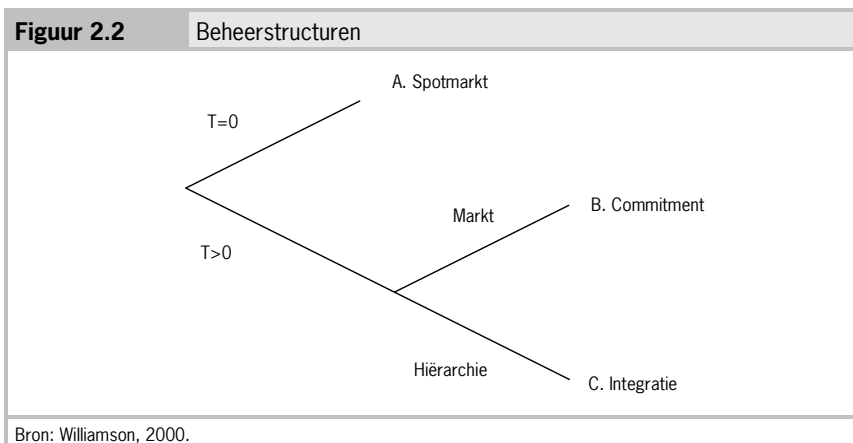 Figuur 2.2 Beheerstructuren
A. Spotmarkt
T=0
Markt
B. Commitment
T>0
Hiërarchie
C. Integratie
Bron: Williamson, 2000.